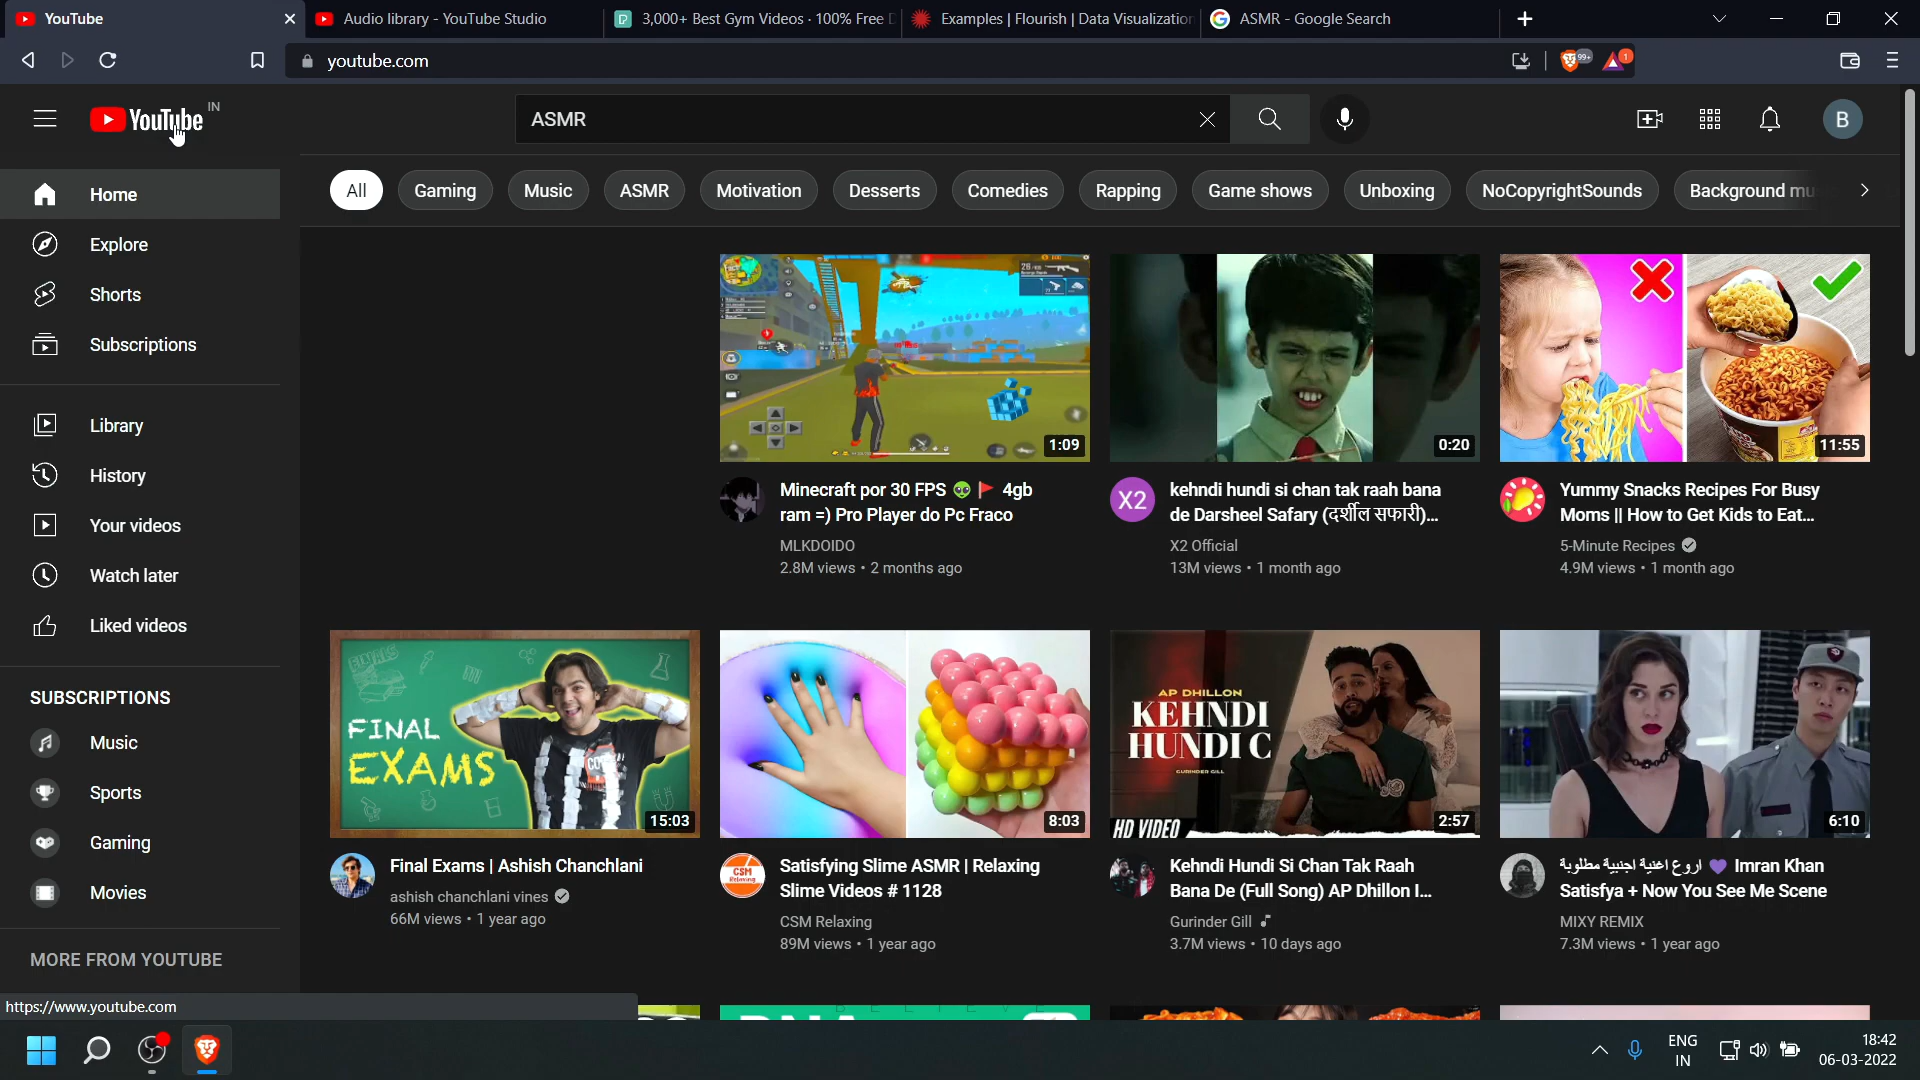 YouTube
Audio library - YouTube Studio
3,000+ Best Gym Videos · 100% Free D
Examples | Flourish | Data Visualization
ASMR - Google Search
youtube.com
99+
1
YouTube IN
ASMR
B
All
Gaming
Music
ASMR
Motivation
Desserts
Comedies
Rapping
Game shows
Unboxing
NoCopyrightSounds
Background mu
Home
Explore
Shorts
Subscriptions
Library
History
Your videos
Watch later
Liked videos
SUBSCRIPTIONS
Music
Sports
Gaming
Movies
MORE FROM YOUTUBE
1:09
Minecraft por 30 FPS 👽 🚩 4gb
ram =) Pro Player do Pc Fraco
MLKDOIDO
2.8M views • 2 months ago
0:20
X2
kehndi hundi si chan tak raah bana
de Darsheel Safary (दर्शील सफारी)...
X2 Official
13M views • 1 month ago
11:55
Yummy Snacks Recipes For Busy
Moms || How to Get Kids to Eat...
5-Minute Recipes
4.9M views • 1 month ago
FINALS
FINAL
EXAMS
15:03
Final Exams | Ashish Chanchlani
ashish chanchlani vines
66M views • 1 year ago
8:03
CSM
Relaxing
Satisfying Slime ASMR | Relaxing
Slime Videos # 1128
CSM Relaxing
89M views • 1 year ago
AP DHILLON
KEHNDI
HUNDI C
GURINDER GILL
HD VIDEO
2:57
Kehndi Hundi Si Chan Tak Raah
Bana De (Full Song) AP Dhillon I...
Gurinder Gill
3.7M views • 10 days ago
6:10
اروع اغنية اجنبية مطلوبة 💜 Imran Khan
Satisfya + Now You See Me Scene
MIXY REMIX
7.3M views • 1 year ago
https://www.youtube.com
ENG
IN
18:42
06-03-2022